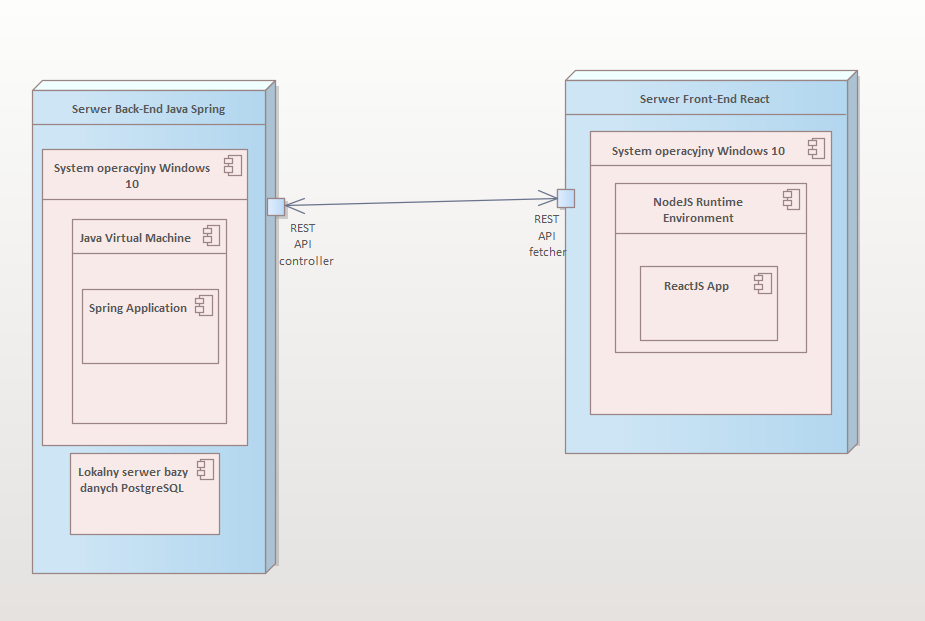 Serwer Back-End Java Spring
System operacyjny Windows
10
Java Virtual Machine
Spring Application
Lokalny serwer bazy
danych PostgreSQL
REST
API
controller
REST
API
fetcher
Serwer Front-End React
System operacyjny Windows 10
NodeJS Runtime
Environment
ReactJS App